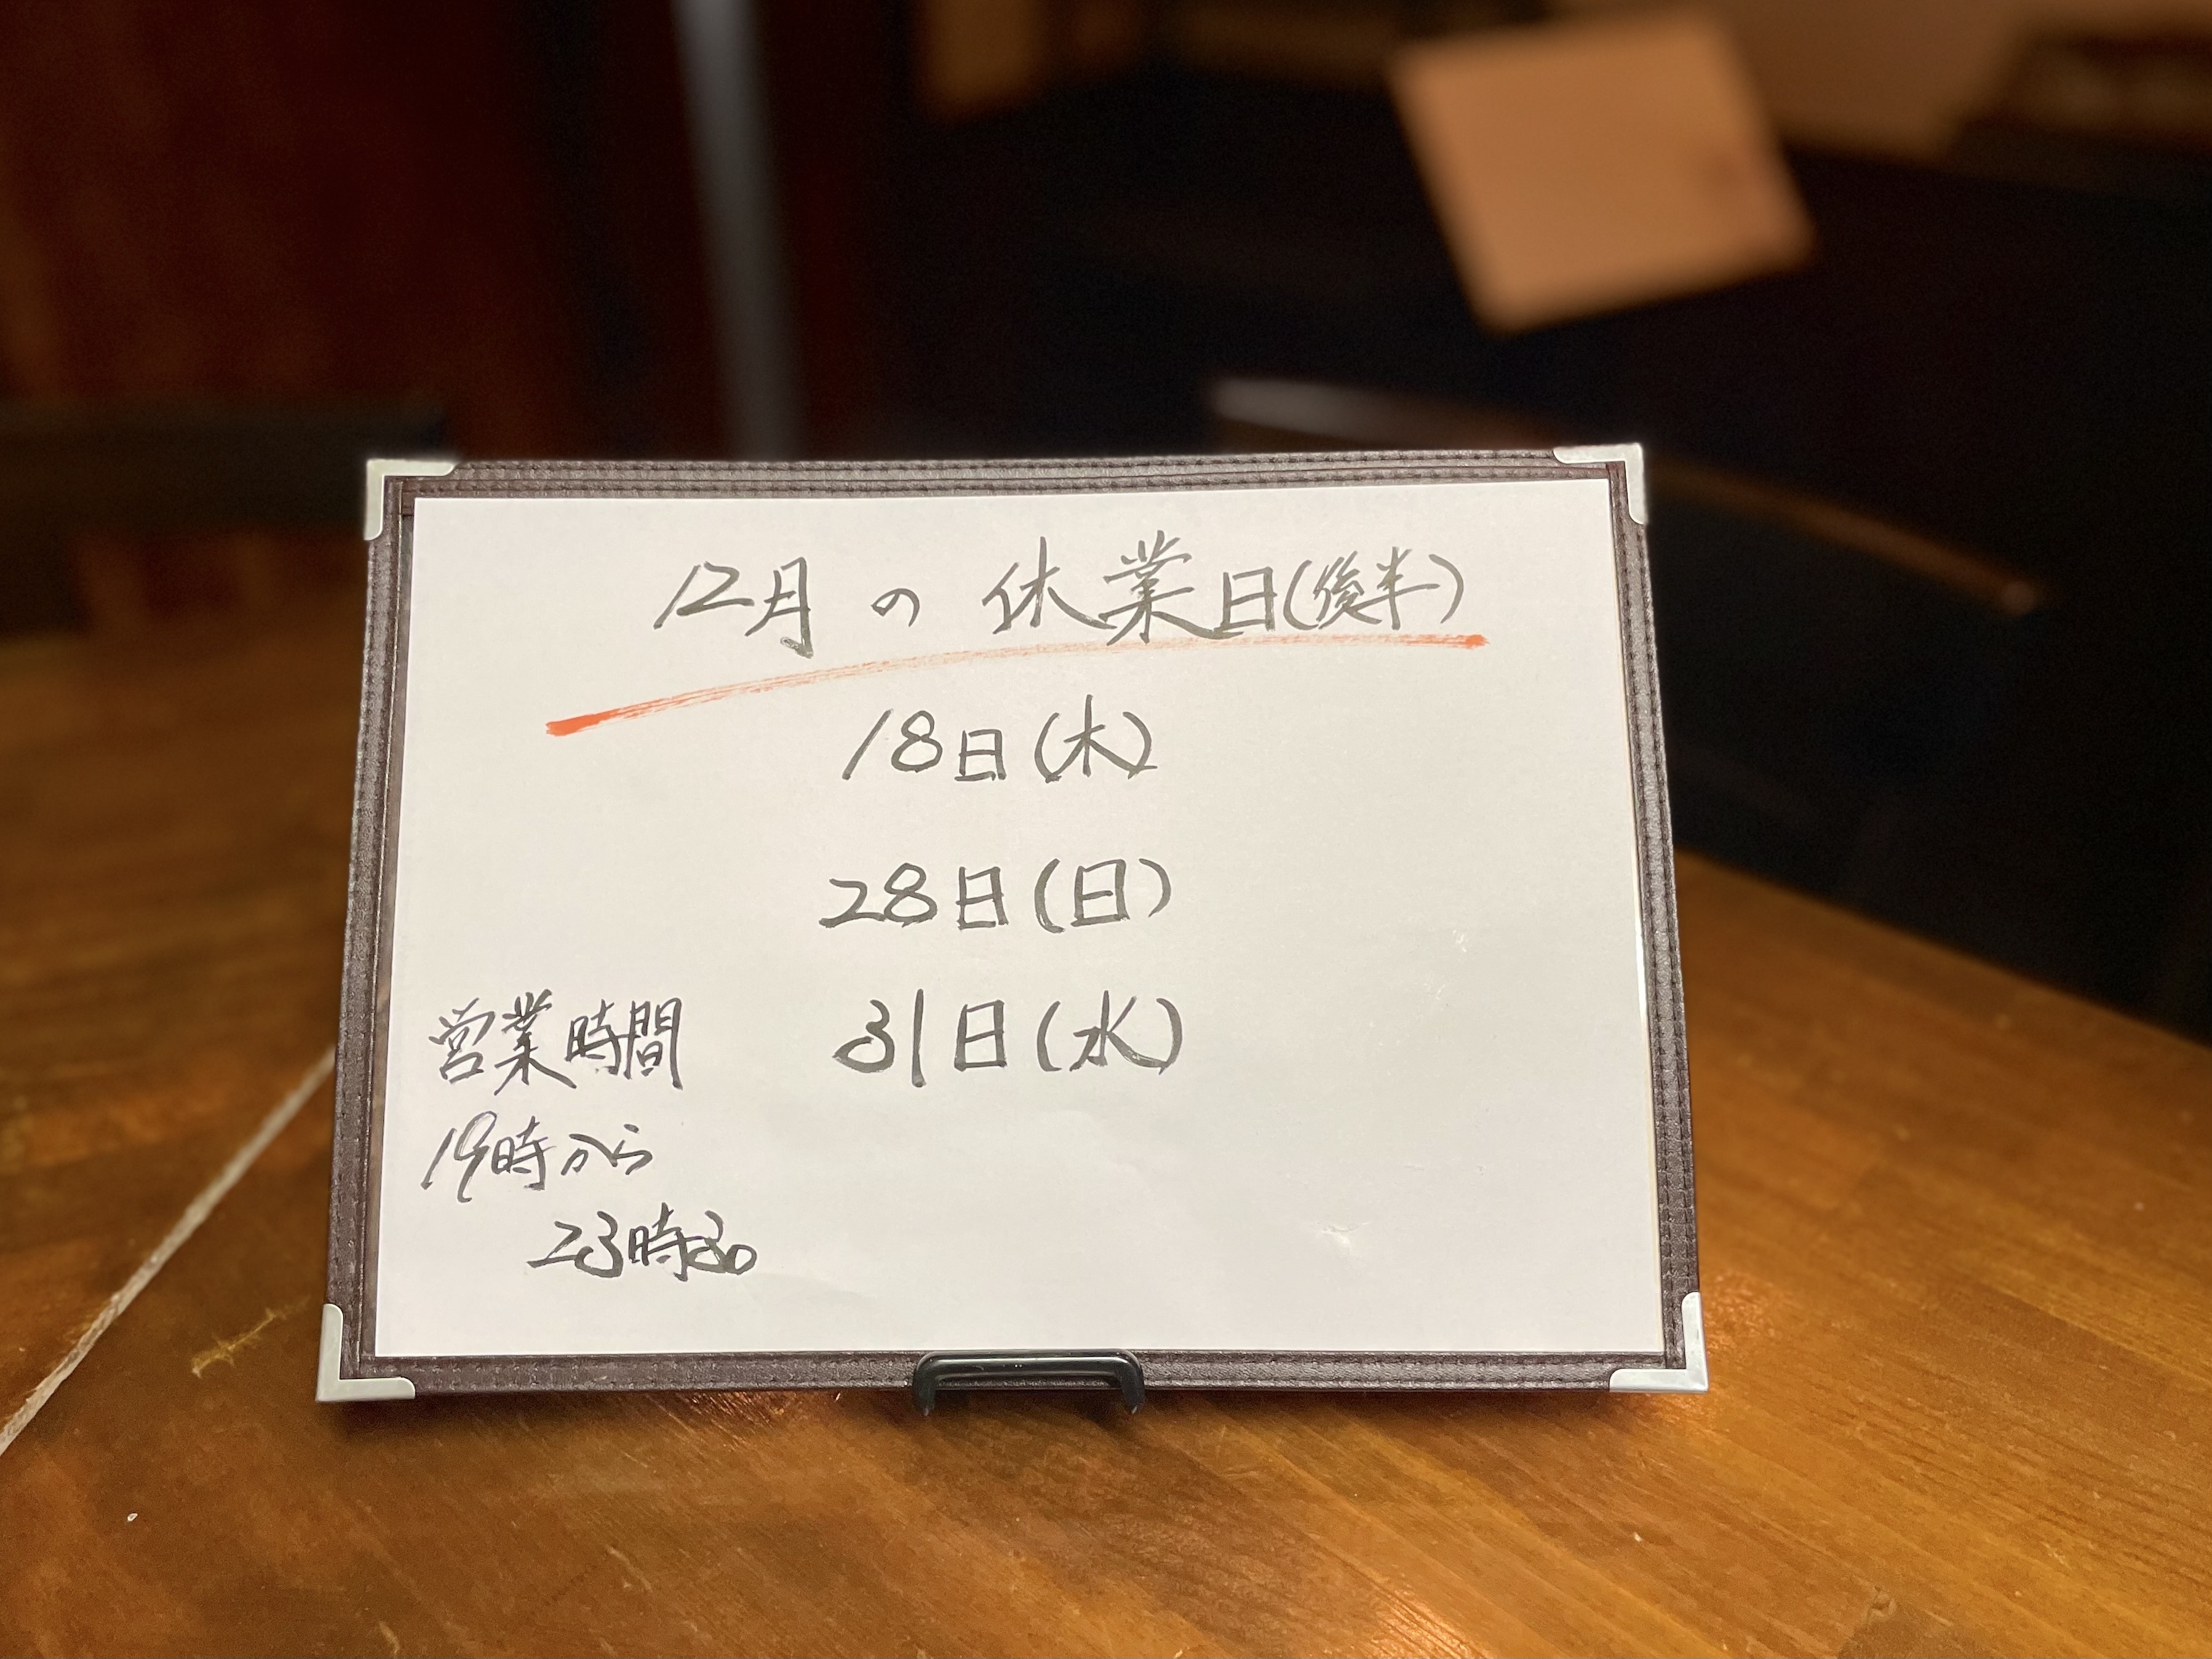 12月の休業日(後半)
18日(木)
28日(日)
31日(水)
営業時間
19時から
23時30